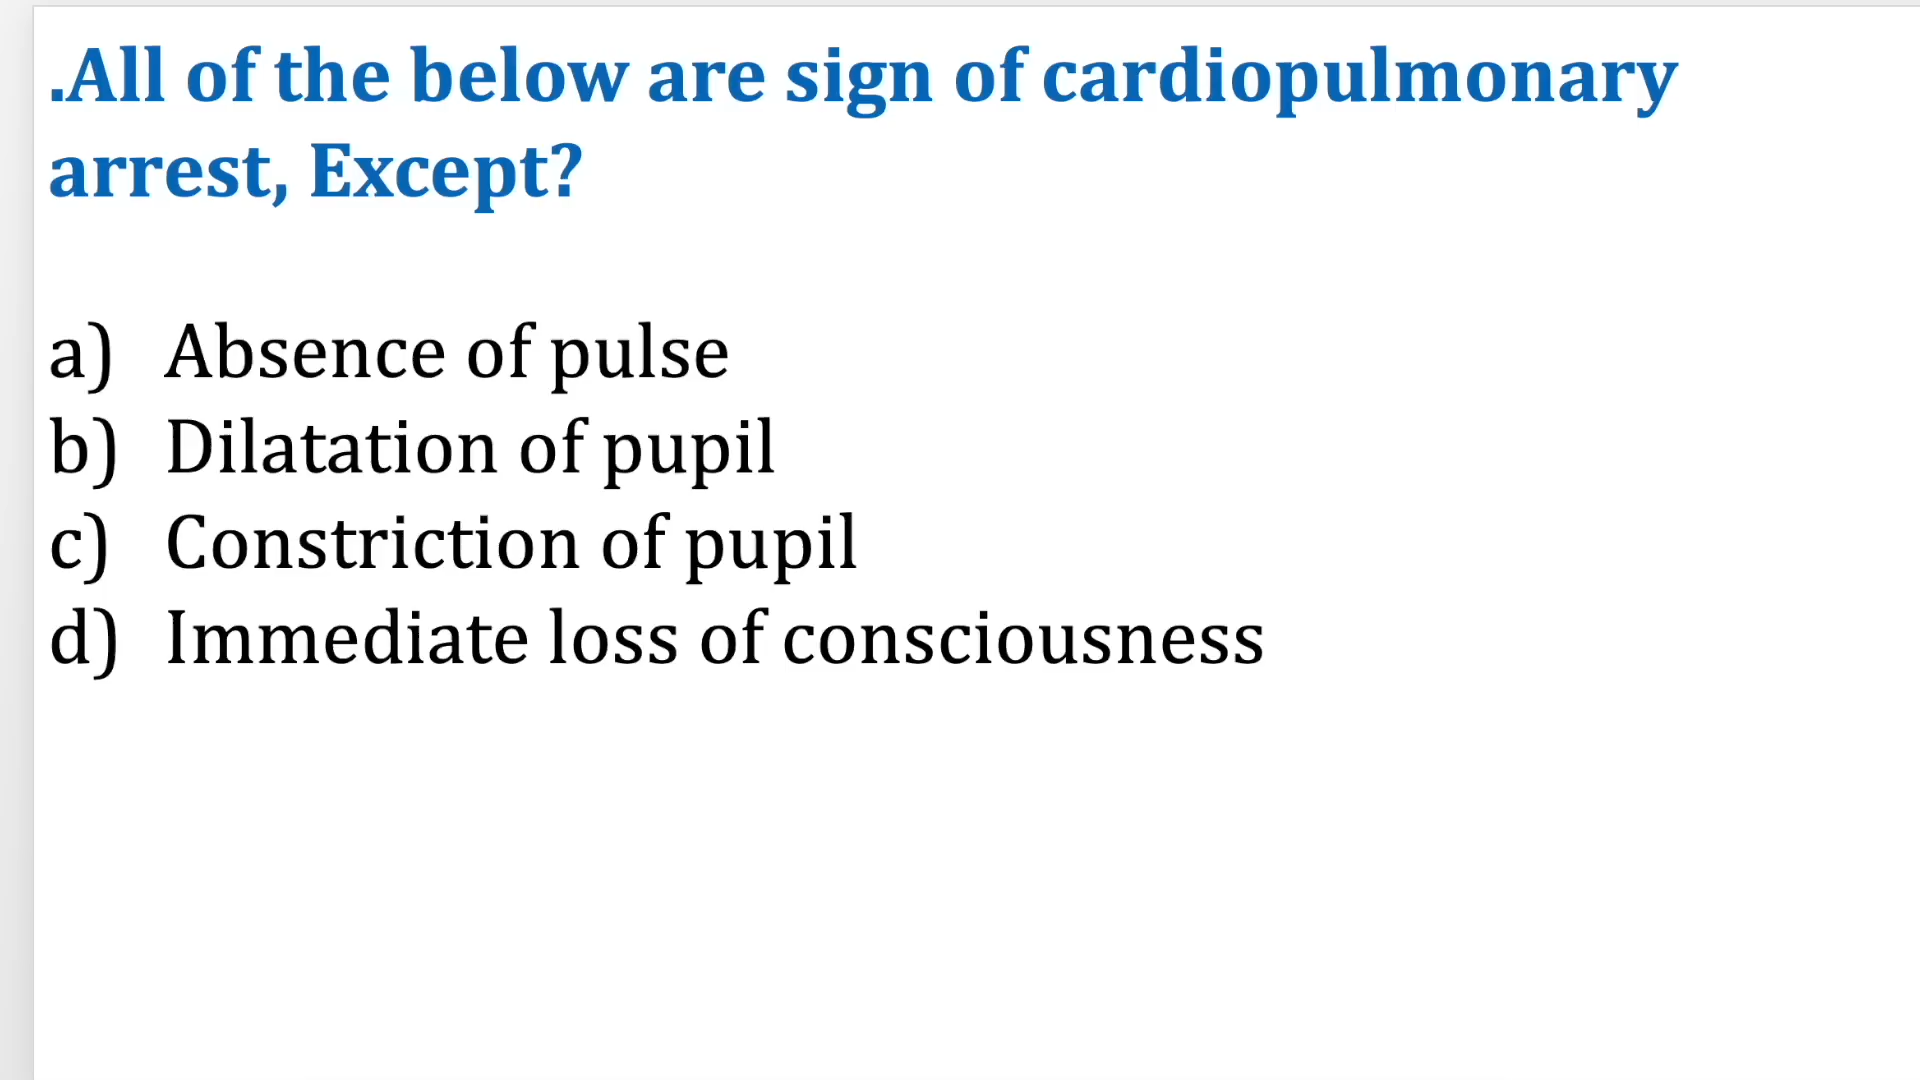 .All of the below are sign of cardiopulmonary
arrest, Except?
a) Absence of pulse
b) Dilatation of pupil
c) Constriction of pupil
d) Immediate loss of consciousness